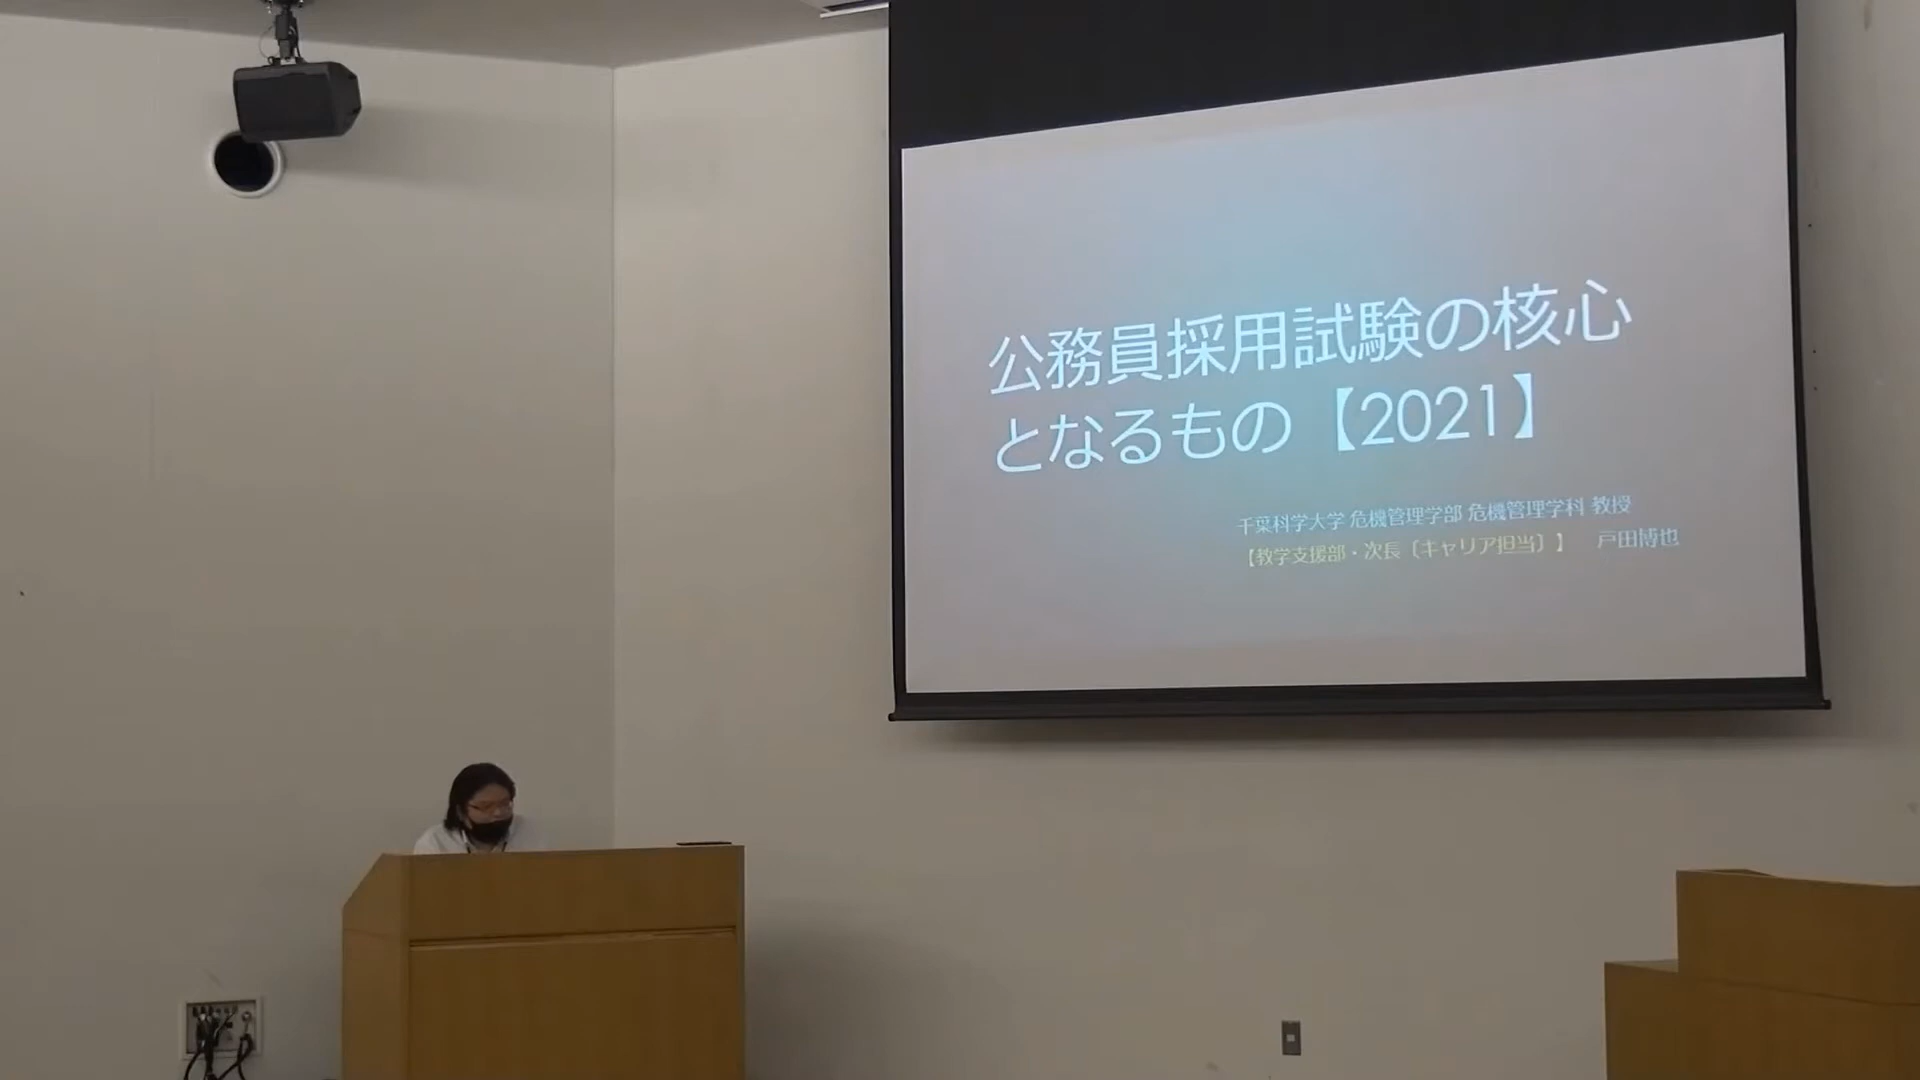 公務員採用試験の核心
となるもの【2021】
千葉科学大学 危機管理学部 危機管理学科 教授
【教学支援部・次長〔キャリア担当〕】 戸田博也